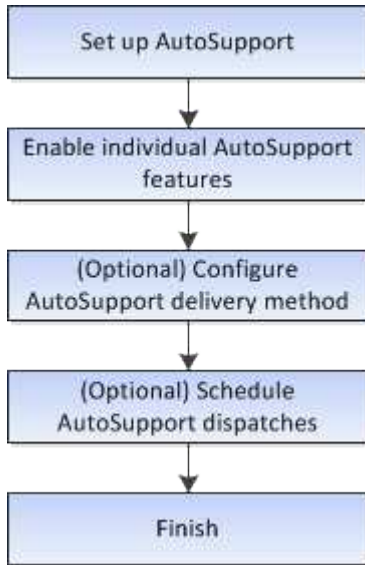 Set up AutoSupport
Enable individual AutoSupport
features
(Optional) Configure
AutoSupport delivery method
(Optional) Schedule
AutoSupport dispatches
Finish